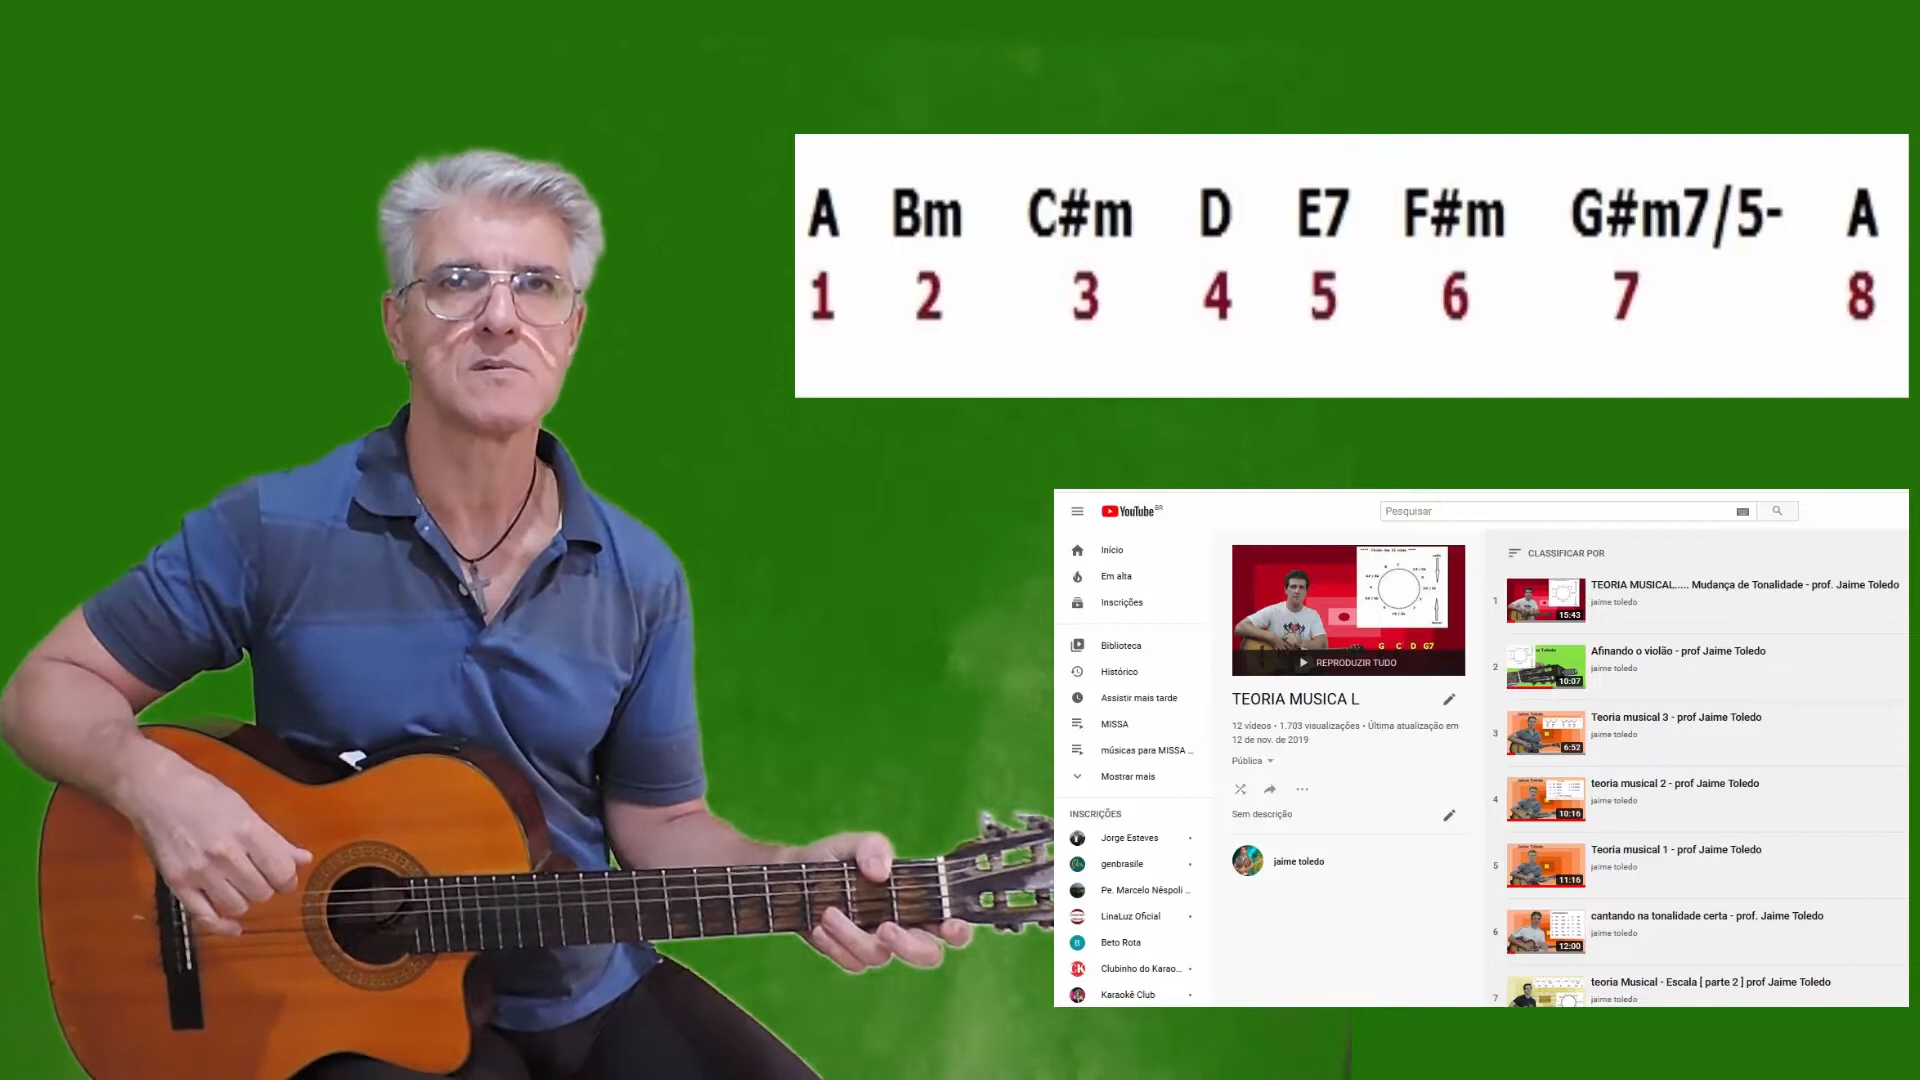 A Bm C#m D E7 F#m G#m7/5- A
1 2 3 4 5 6 7 8
YouTube BR
Pesquisar
Início
Em alta
Inscrições
Biblioteca
Histórico
Assistir mais tarde
MISSA
músicas para MISSA ...
Mostrar mais
INSCRIÇÕES
Jorge Esteves
genbrasile
Pe. Marcelo Néspoli ...
LinaLuz Oficial
B
Beto Rota
CK
Clubinho do Karao...
Karaokê Club
G C D G7
REPRODUZIR TUDO
TEORIA MUSICA L
12 vídeos • 1.703 visualizações • Última atualização em
12 de nov. de 2019
Pública
Sem descrição
jaime toledo
CLASSIFICAR POR
1
15:43
TEORIA MUSICAL..... Mudança de Tonalidade - prof. Jaime Toledo
jaime toledo
2
10:07
Afinando o violão - prof Jaime Toledo
jaime toledo
3
6:52
Teoria musical 3 - prof Jaime Toledo
jaime toledo
4
10:16
teoria musical 2 - prof Jaime Toledo
jaime toledo
5
11:16
Teoria musical 1 - prof Jaime Toledo
jaime toledo
6
12:00
cantando na tonalidade certa - prof. Jaime Toledo
jaime toledo
7
teoria Musical - Escala [ parte 2 ] prof Jaime Toledo
jaime toledo